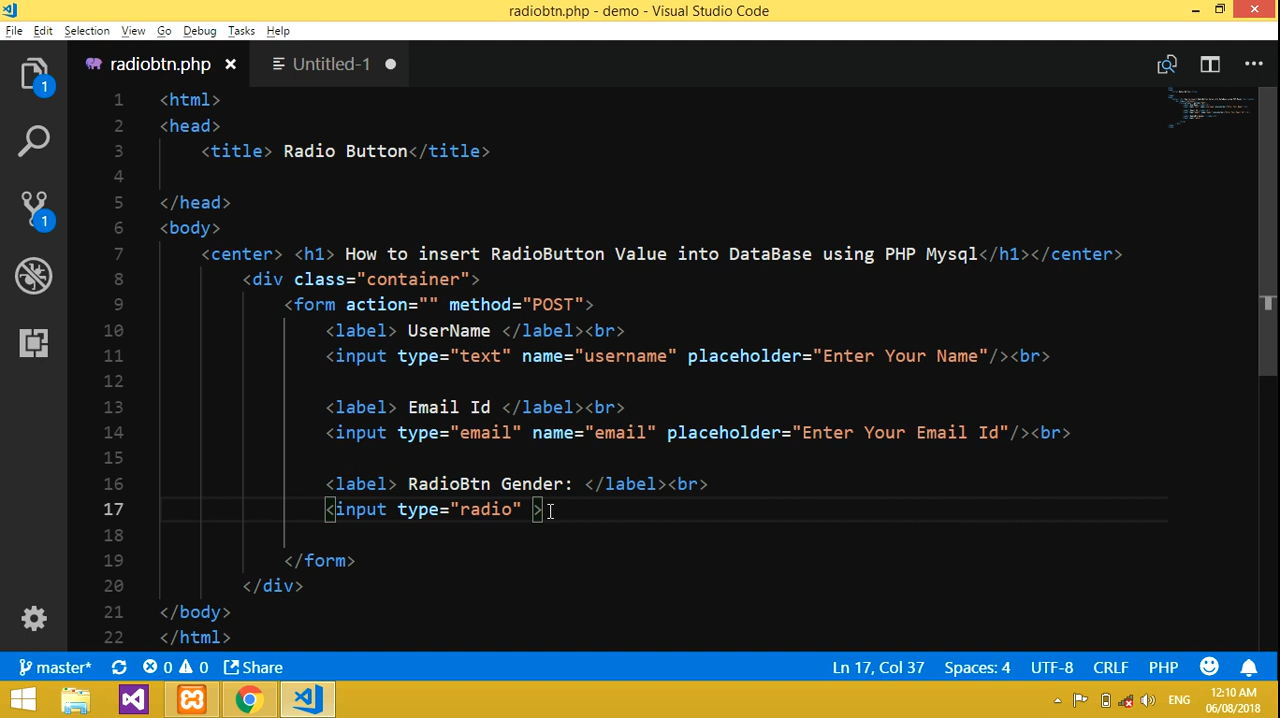 radiobtn.php - demo - Visual Studio Code
File Edit Selection View Go Debug Tasks Help
radiobtn.php Untitled-1
1 <html>
2 <head>
3 <title> Radio Button</title>
4
5 </head>
6 <body>
7 <center> <h1> How to insert RadioButton Value into DataBase using PHP Mysql</h1></center>
8 <div class="container">
9 <form action="" method="POST">
10 <label> UserName </label><br>
11 <input type="text" name="username" placeholder="Enter Your Name"/><br>
12
13 <label> Email Id </label><br>
14 <input type="email" name="email" placeholder="Enter Your Email Id"/><br>
15
16 <label> RadioBtn Gender: </label><br>
17 <input type="radio" >
18
19 </form>
20 </div>
21 </body>
22 </html>
1
1
master* 0 0 Share Ln 17, Col 37 Spaces: 4 UTF-8 CRLF PHP
ENG 12:10 AM
06/08/2018